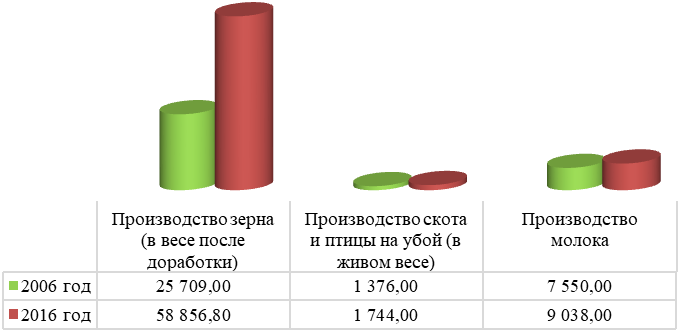 Производство зерна
(в весе после
доработки)
Производство скота
и птицы на убой (в
живом весе)
Производство
молока
2006 год 25 709,00 1 376,00 7 550,00
2016 год 58 856,80 1 744,00 9 038,00